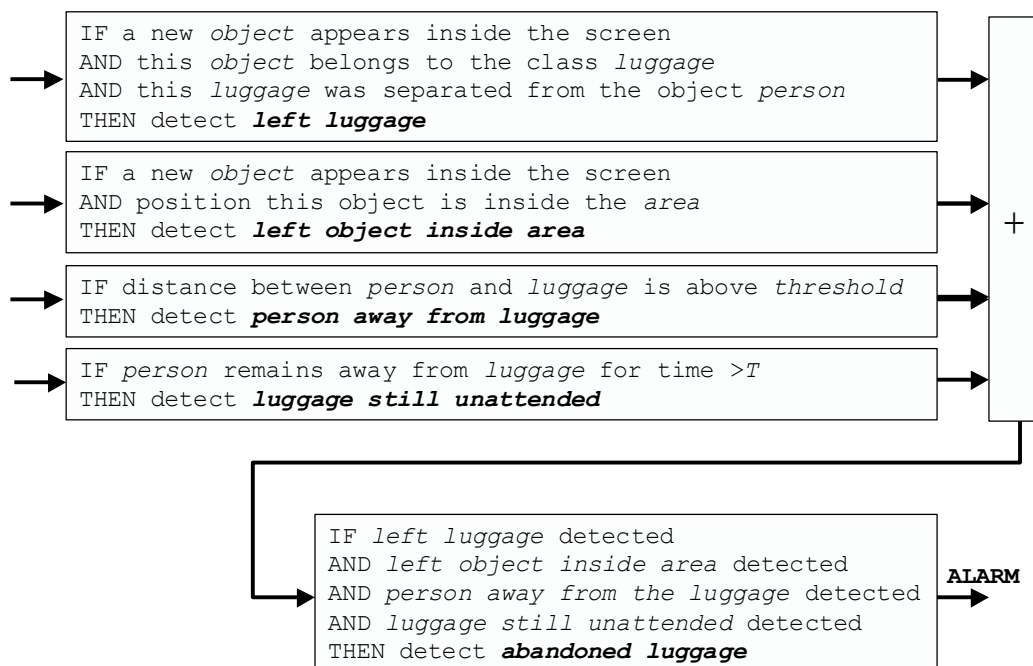 IF a new object appears inside the screen
AND this object belongs to the class luggage
AND this luggage was separated from the object person
THEN detect left luggage
IF a new object appears inside the screen
AND position this object is inside the area
THEN detect left object inside area
IF distance between person and luggage is above threshold
THEN detect person away from luggage
IF person remains away from luggage for time >T
THEN detect luggage still unattended
+
IF left luggage detected
AND left object inside area detected
AND person away from the luggage detected
AND luggage still unattended detected
THEN detect abandoned luggage
ALARM